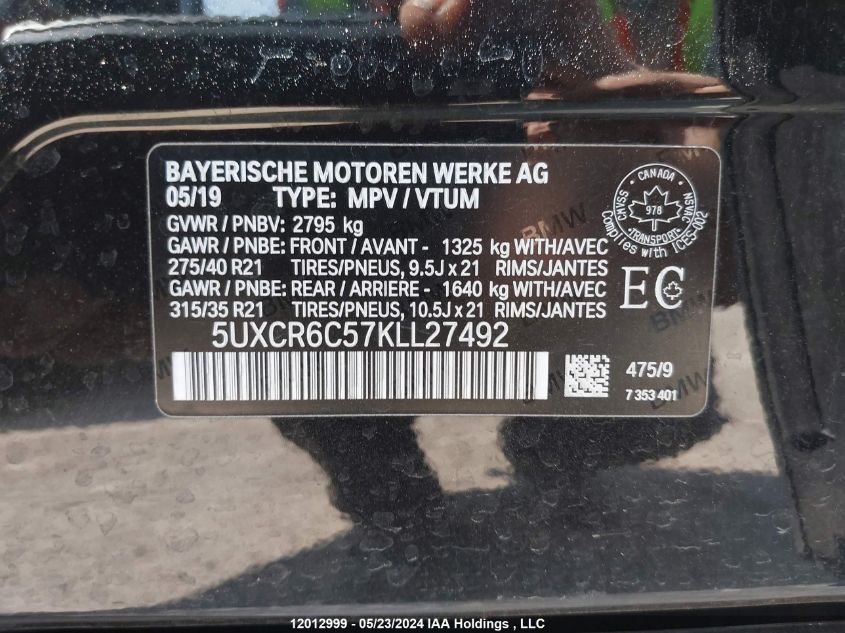 BAYERISCHE MOTOREN WERKE AG
05/19 TYPE: MPV / VTUM
GVWR / PNBV: 2795 kg
GAWR / PNBE: FRONT / AVANT - 1325 kg WITH/AVEC
275/40 R21 TIRES/PNEUS, 9.5J x 21 RIMS/JANTES
GAWR / PNBE: REAR / ARRIERE - 1640 kg WITH/AVEC
315/35 R21 TIRES/PNEUS, 10.5J x 21 RIMS/JANTES
5UXCR6C57KLL27492
CANADA
CMVSS
NSVAC
978
TRANSPORT
Complies with ICES-002
EC
475/9
7 353 401
BMW
BMW
12012999 - 05/23/2024 IAA Holdings , LLC